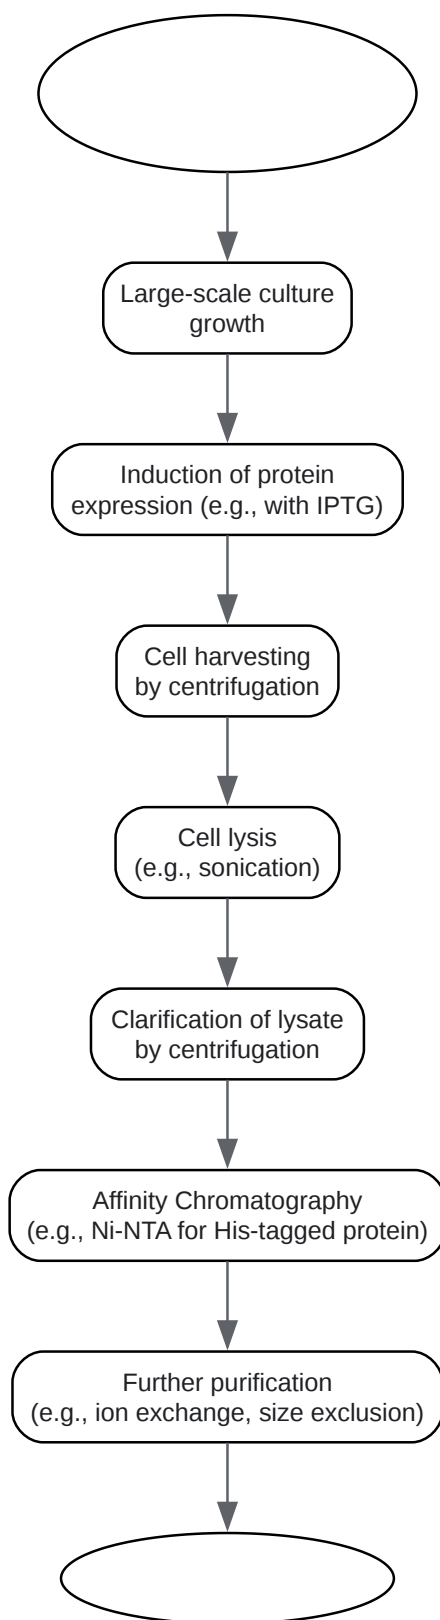 Large-scale culture
growth
Induction of protein
expression (e.g., with IPTG)
Cell harvesting
by centrifugation
Cell lysis
(e.g., sonication)
Clarification of lysate
by centrifugation
Affinity Chromatography
(e.g., Ni-NTA for His-tagged protein)
Further purification
(e.g., ion exchange, size exclusion)